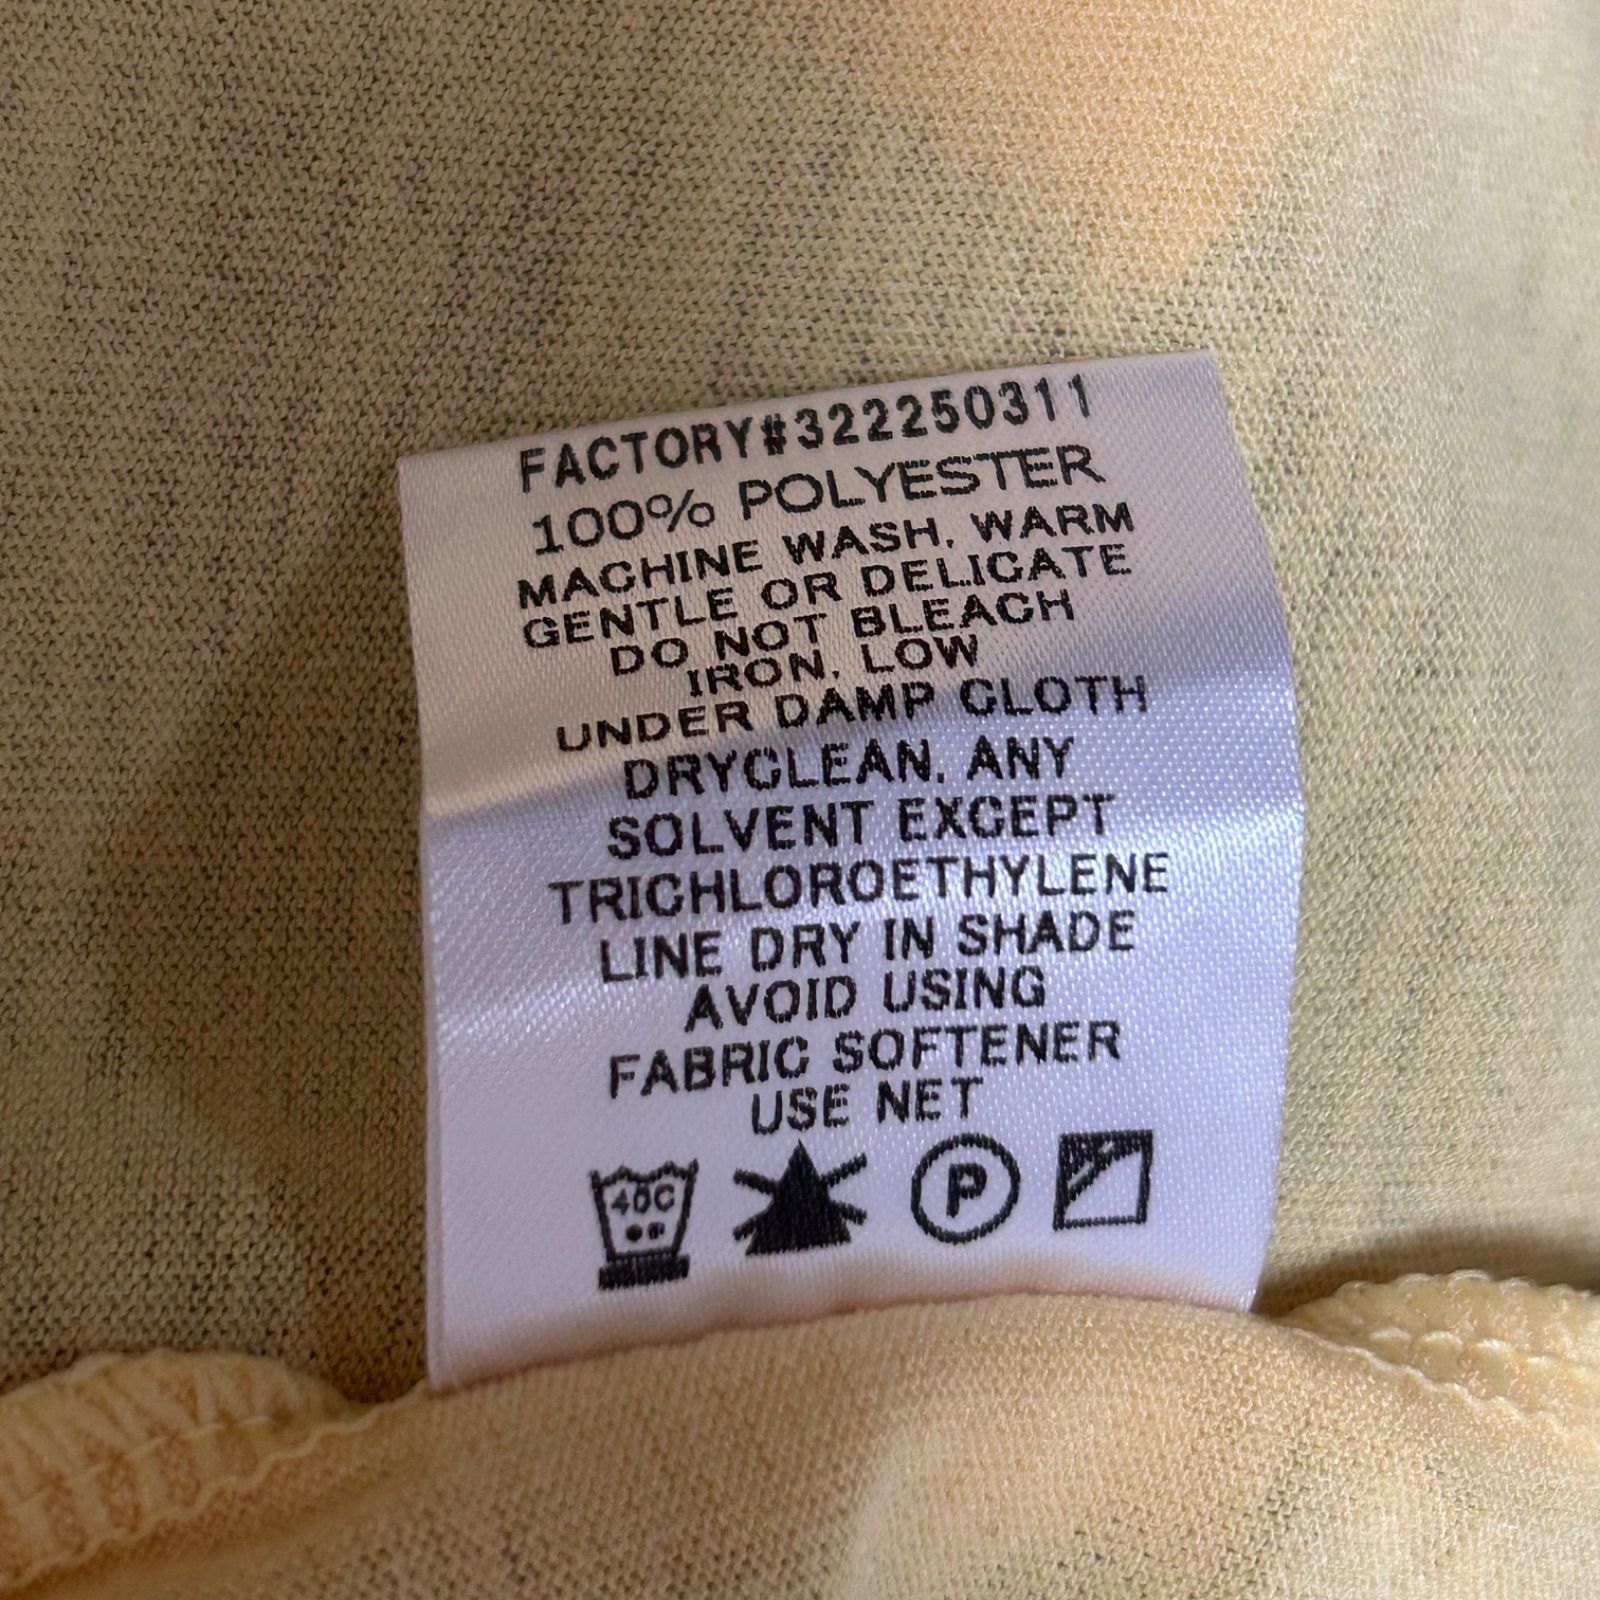 FACTORY#322250311
100% POLYESTER
MACHINE WASH, WARM
GENTLE OR DELICATE
DO NOT BLEACH
IRON, LOW
UNDER DAMP CLOTH
DRYCLEAN, ANY
SOLVENT EXCEPT
TRICHLOROETHYLENE
LINE DRY IN SHADE
AVOID USING
FABRIC SOFTENER
USE NET
40C P